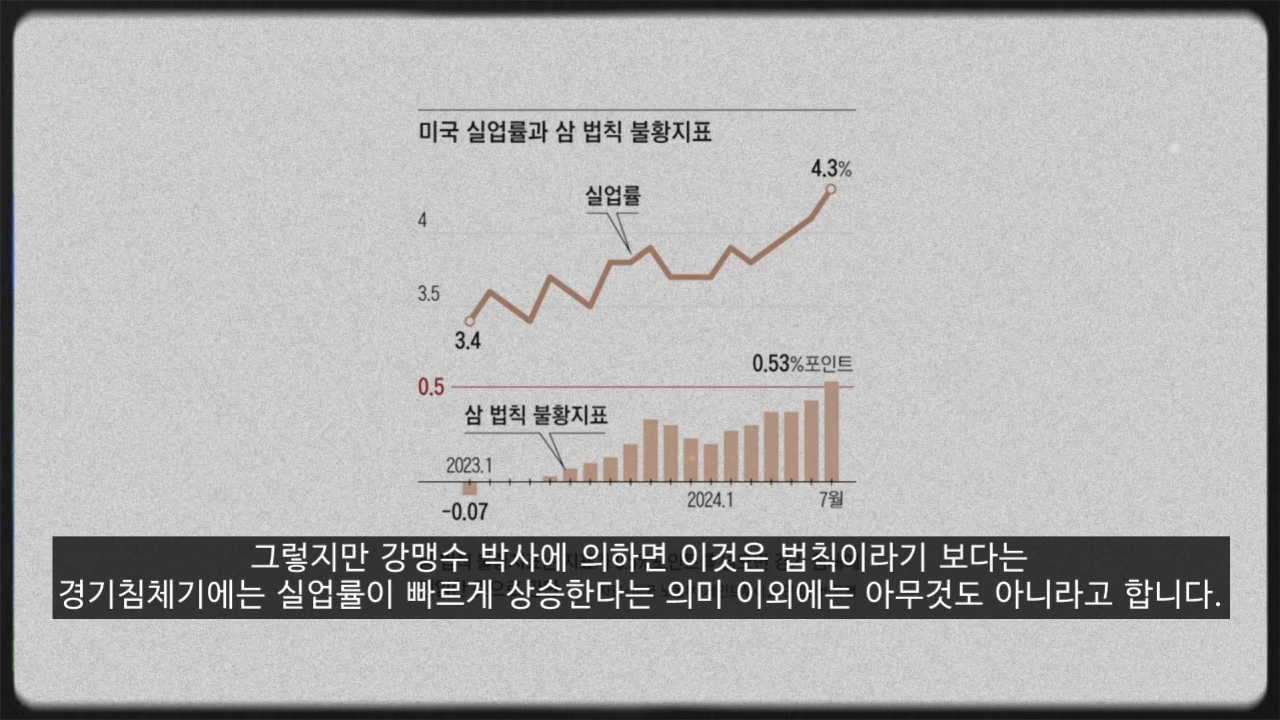 미국 실업률과 삼 법칙 불황지표
4.3%
실업률
4
3.5
3.4
0.53%포인트
0.5
삼 법칙 불황지표
2023.1
2024.1
7월
-0.07
그렇지만 강맹수 박사에 의하면 이것은 법칙이라기 보다는
경기침체기에는 실업률이 빠르게 상승한다는 의미 이외에는 아무것도 아니라고 합니다.